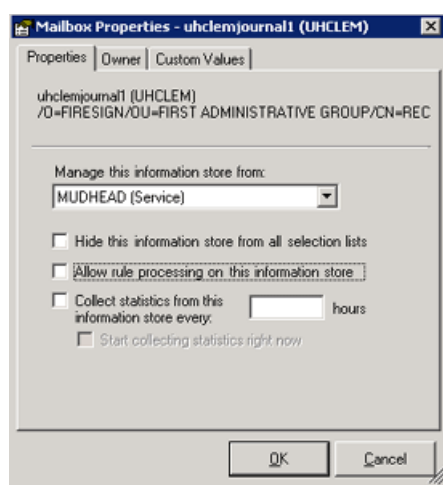 Mailbox Properties - uhclemjournal1 (UHCLEM)
Properties Owner Custom Values
uhclemjournal1 (UHCLEM)
/O=FIRESIGN/OU=FIRST ADMINISTRATIVE GROUP/CN=REC
Manage this information store from:
MUDHEAD (Service)
Hide this information store from all selection lists
Allow rule processing on this information store
Collect statistics from this
information store every:
hours
Start collecting statistics right now
OK Cancel